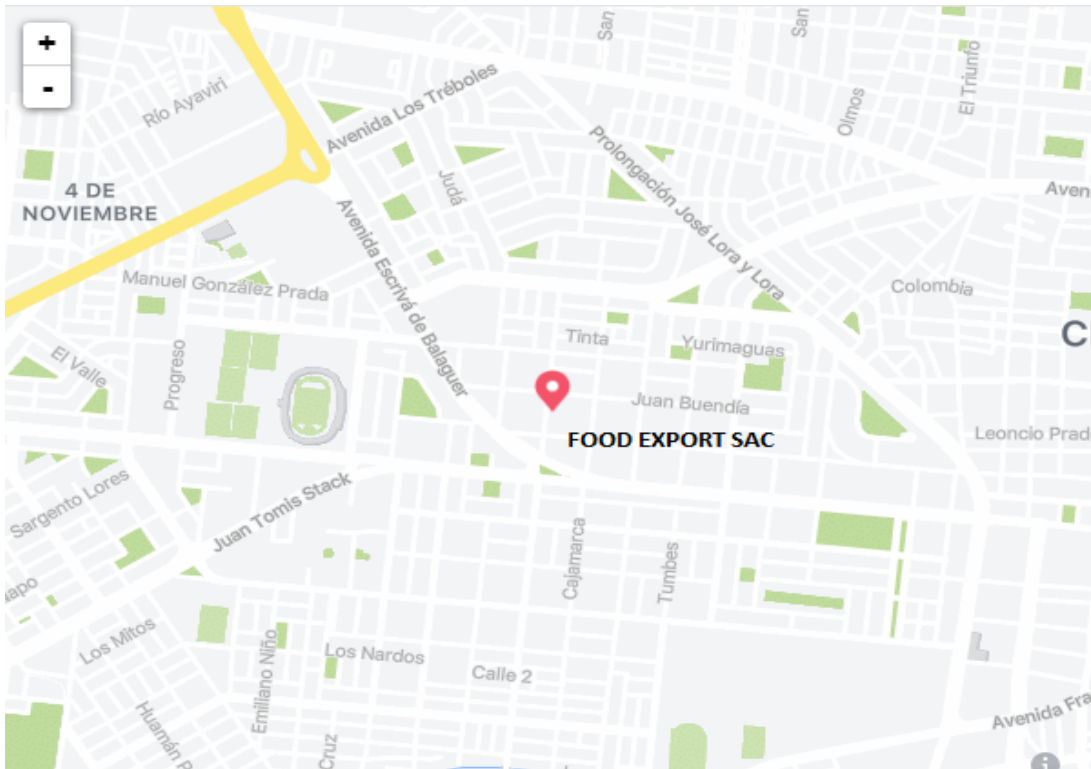 +
-
San
San
El Triunfo
Río Ayaviri
Avenida Los Tréboles
Olmos
Prolongación José Lora y Lora
4 DE
NOVIEMBRE
Judá
Aven
Avenida Escrivá de Balaguer
Manuel González Prada
Colombia
Tinta
Yurimaguas
C
El Valle
Progreso
Juan Buendía
FOOD EXPORT SAC
Leoncio Prad
Sargento Lores
Juan Tomis Stack
Cajamarca
Tumbes
apo
Los Mitos
Emiliano Niño
Los Nardos
Calle 2
Huamán P
Cruz
Avenida Fra
i